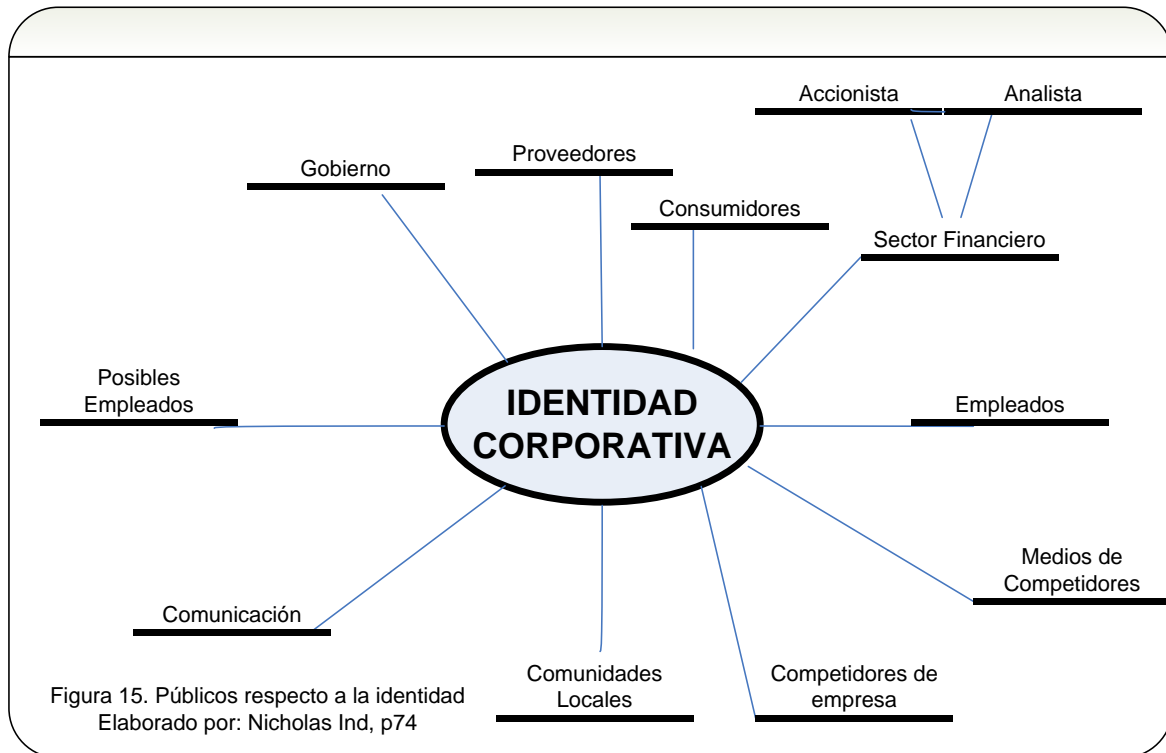 Accionista
Analista
Proveedores
Gobierno
Consumidores
Sector Financiero
Posibles
Empleados
IDENTIDAD
CORPORATIVA
Empleados
Medios de
Competidores
Comunicación
Comunidades
Locales
Competidores de
empresa
Figura 15. Públicos respecto a la identidad
Elaborado por: Nicholas Ind, p74